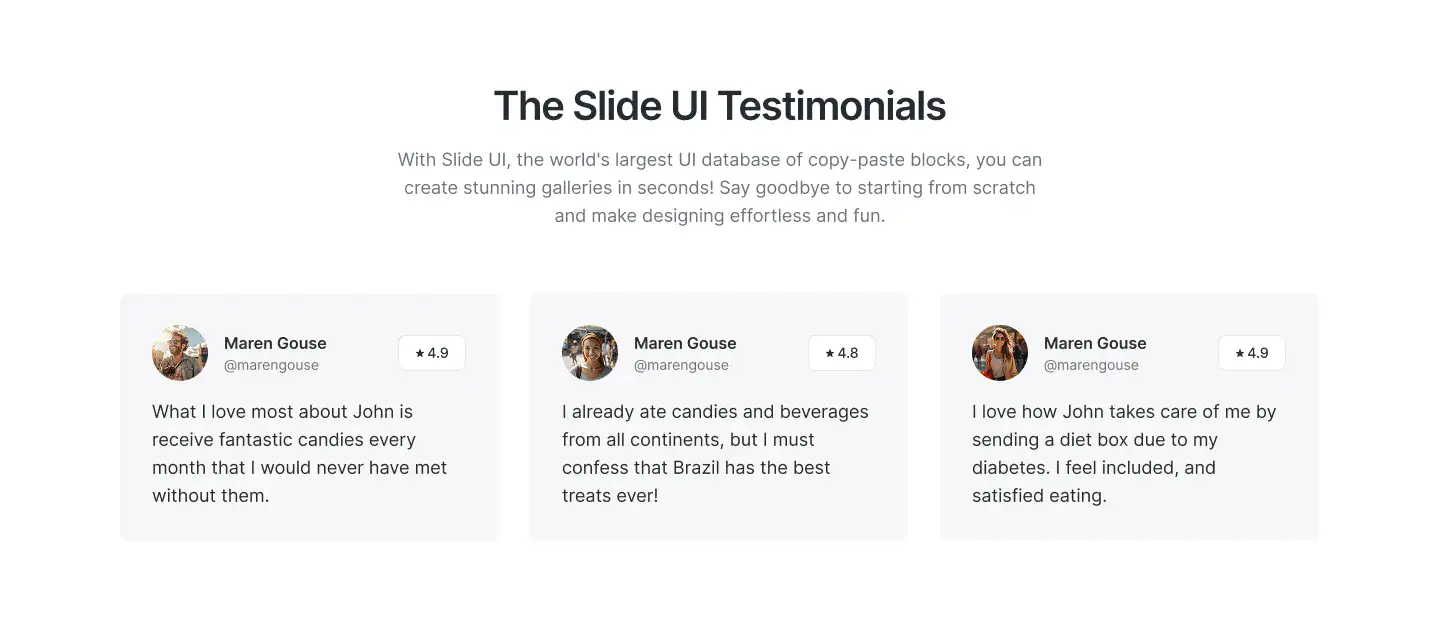 The Slide UI Testimonials
With Slide UI, the world's largest UI database of copy-paste blocks, you can
create stunning galleries in seconds! Say goodbye to starting from scratch
and make designing effortless and fun.
Maren Gouse
@marengouse
★ 4.9
What I love most about John is
receive fantastic candies every
month that I would never have met
without them.
Maren Gouse
@marengouse
★ 4.8
I already ate candies and beverages
from all continents, but I must
confess that Brazil has the best
treats ever!
Maren Gouse
@marengouse
★ 4.9
I love how John takes care of me by
sending a diet box due to my
diabetes. I feel included, and
satisfied eating.